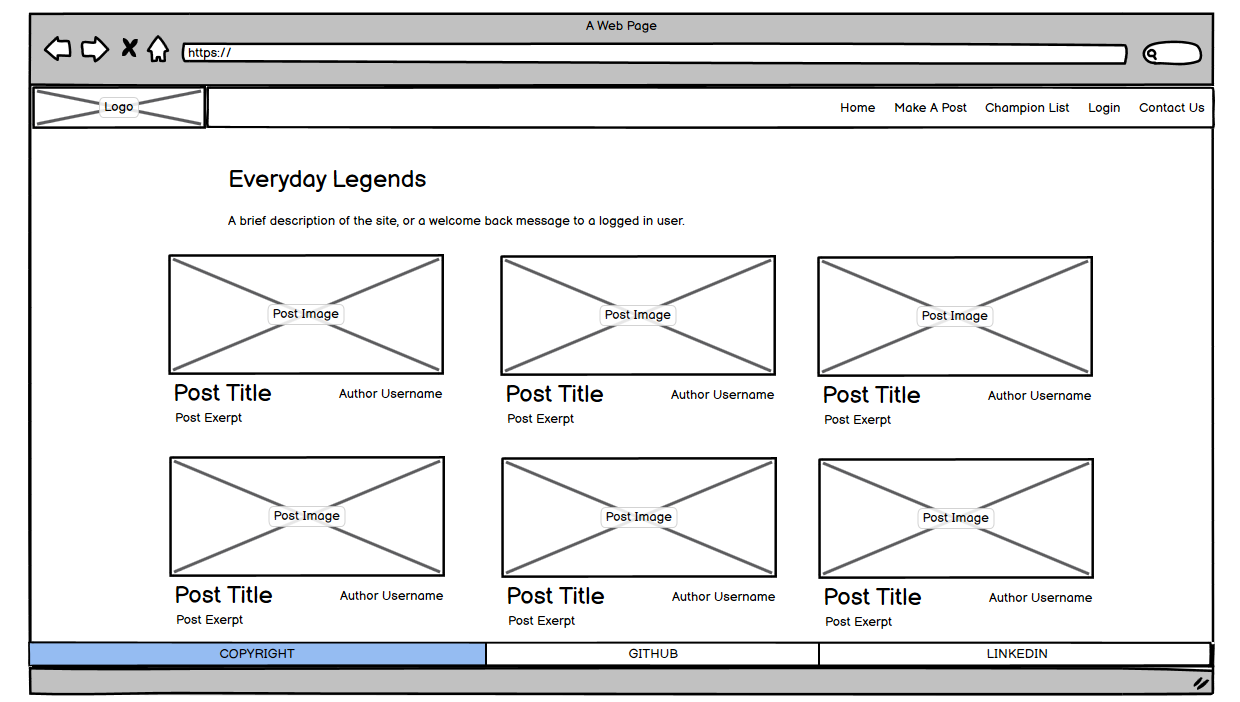 A Web Page
https://
Logo
Home Make A Post Champion List Login Contact Us
Everyday Legends
A brief description of the site, or a welcome back message to a logged in user.
Post Image Post Image Post Image
Post Title Author Username Post Title Author Username Post Title Author Username
Post Exerpt Post Exerpt Post Exerpt
Post Image Post Image Post Image
Post Title Author Username Post Title Author Username Post Title Author Username
Post Exerpt Post Exerpt Post Exerpt
COPYRIGHT GITHUB LINKEDIN